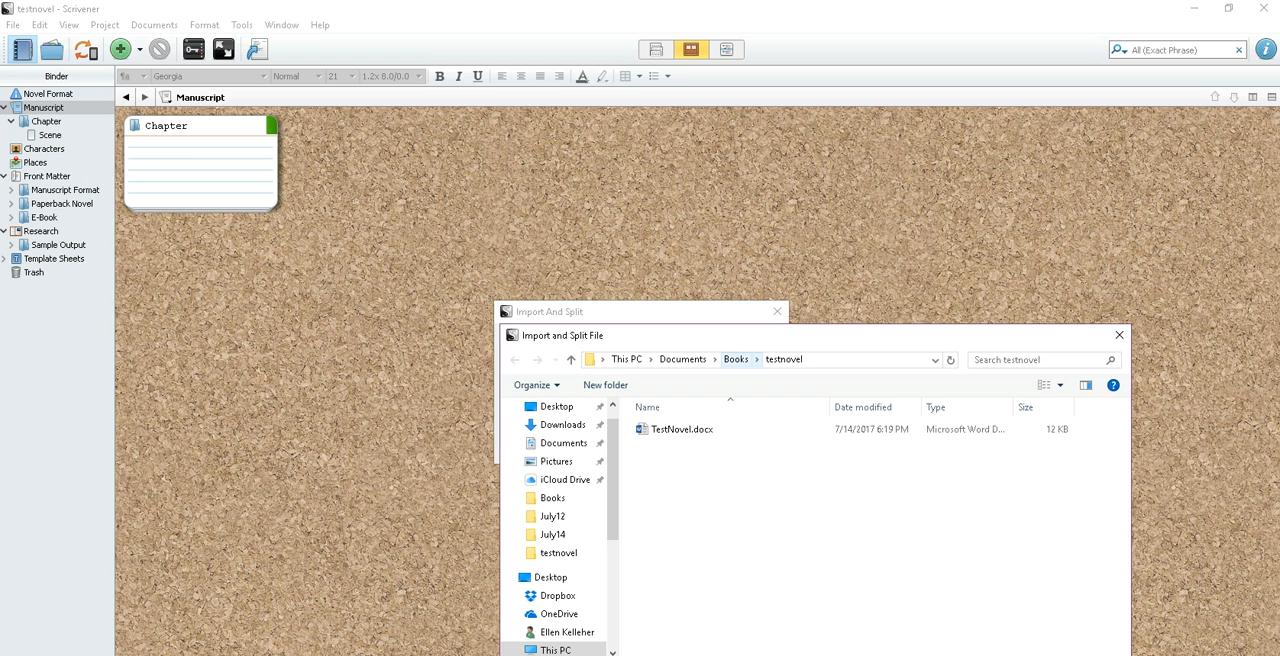 testnovel - Scrivener
File Edit View Project Documents Format Tools Window Help
All (Exact Phrase)
Binder
Georgia Normal 21 1.2x 8.0/0.0 B I U A
Manuscript
Novel Format
Manuscript
Chapter
Scene
Characters
Places
Front Matter
Manuscript Format
Paperback Novel
E-Book
Research
Sample Output
Template Sheets
Trash
Chapter
Import And Split
Import and Split File
This PC > Documents > Books > testnovel
Search testnovel
Organize New folder
Name Date modified Type Size
TestNovel.docx 7/14/2017 6:19 PM Microsoft Word D... 12 KB
Desktop
Downloads
Documents
Pictures
iCloud Drive
Books
July12
July14
testnovel
Desktop
Dropbox
OneDrive
Ellen Kelleher
This PC